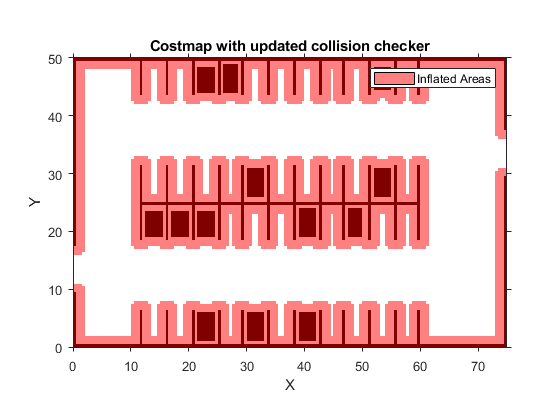 Costmap with updated collision checker
Inflated Areas
50
40
30
20
10
0
Y
0 10 20 30 40 50 60 70
X